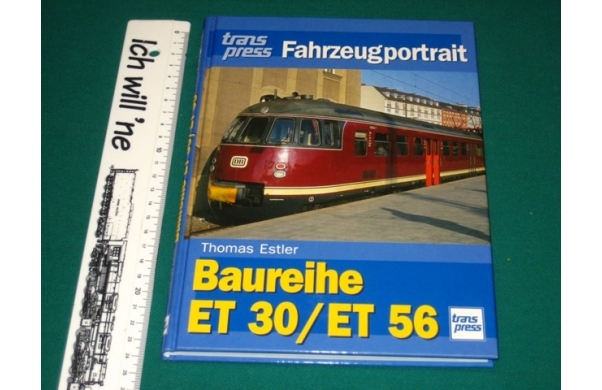 Ich will 'ne
trans
press
Fahrzeugportrait
DB
Thomas Estler
Baureihe
ET 30/ET 56
trans
press